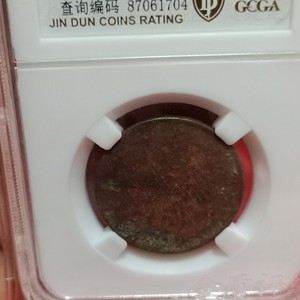 查询编码 87061704 GCGA
JIN DUN COINS RATING